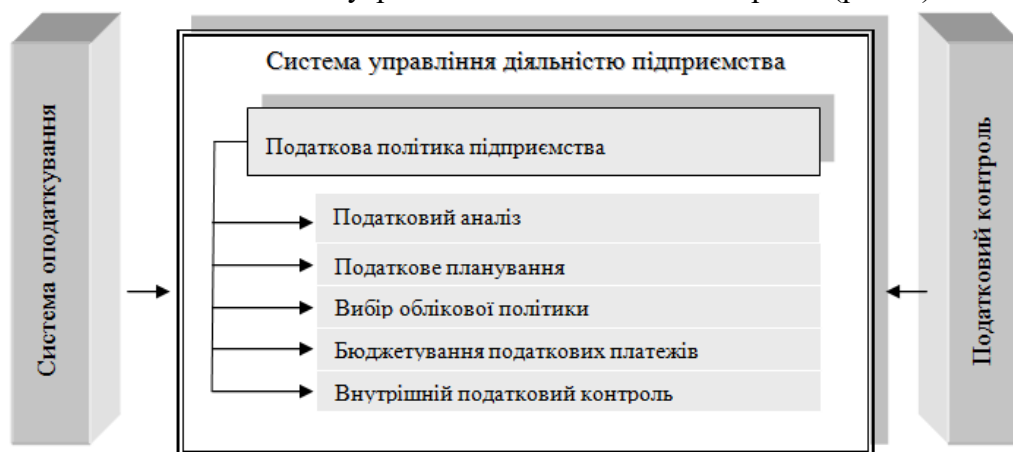 Система управління діяльністю підприємства
Система оподаткування
Податкова політика підприємства
Податковий аналіз
Податкове планування
Вибір облікової політики
Бюджетування податкових платежів
Внутрішній податковий контроль
Податковий контроль